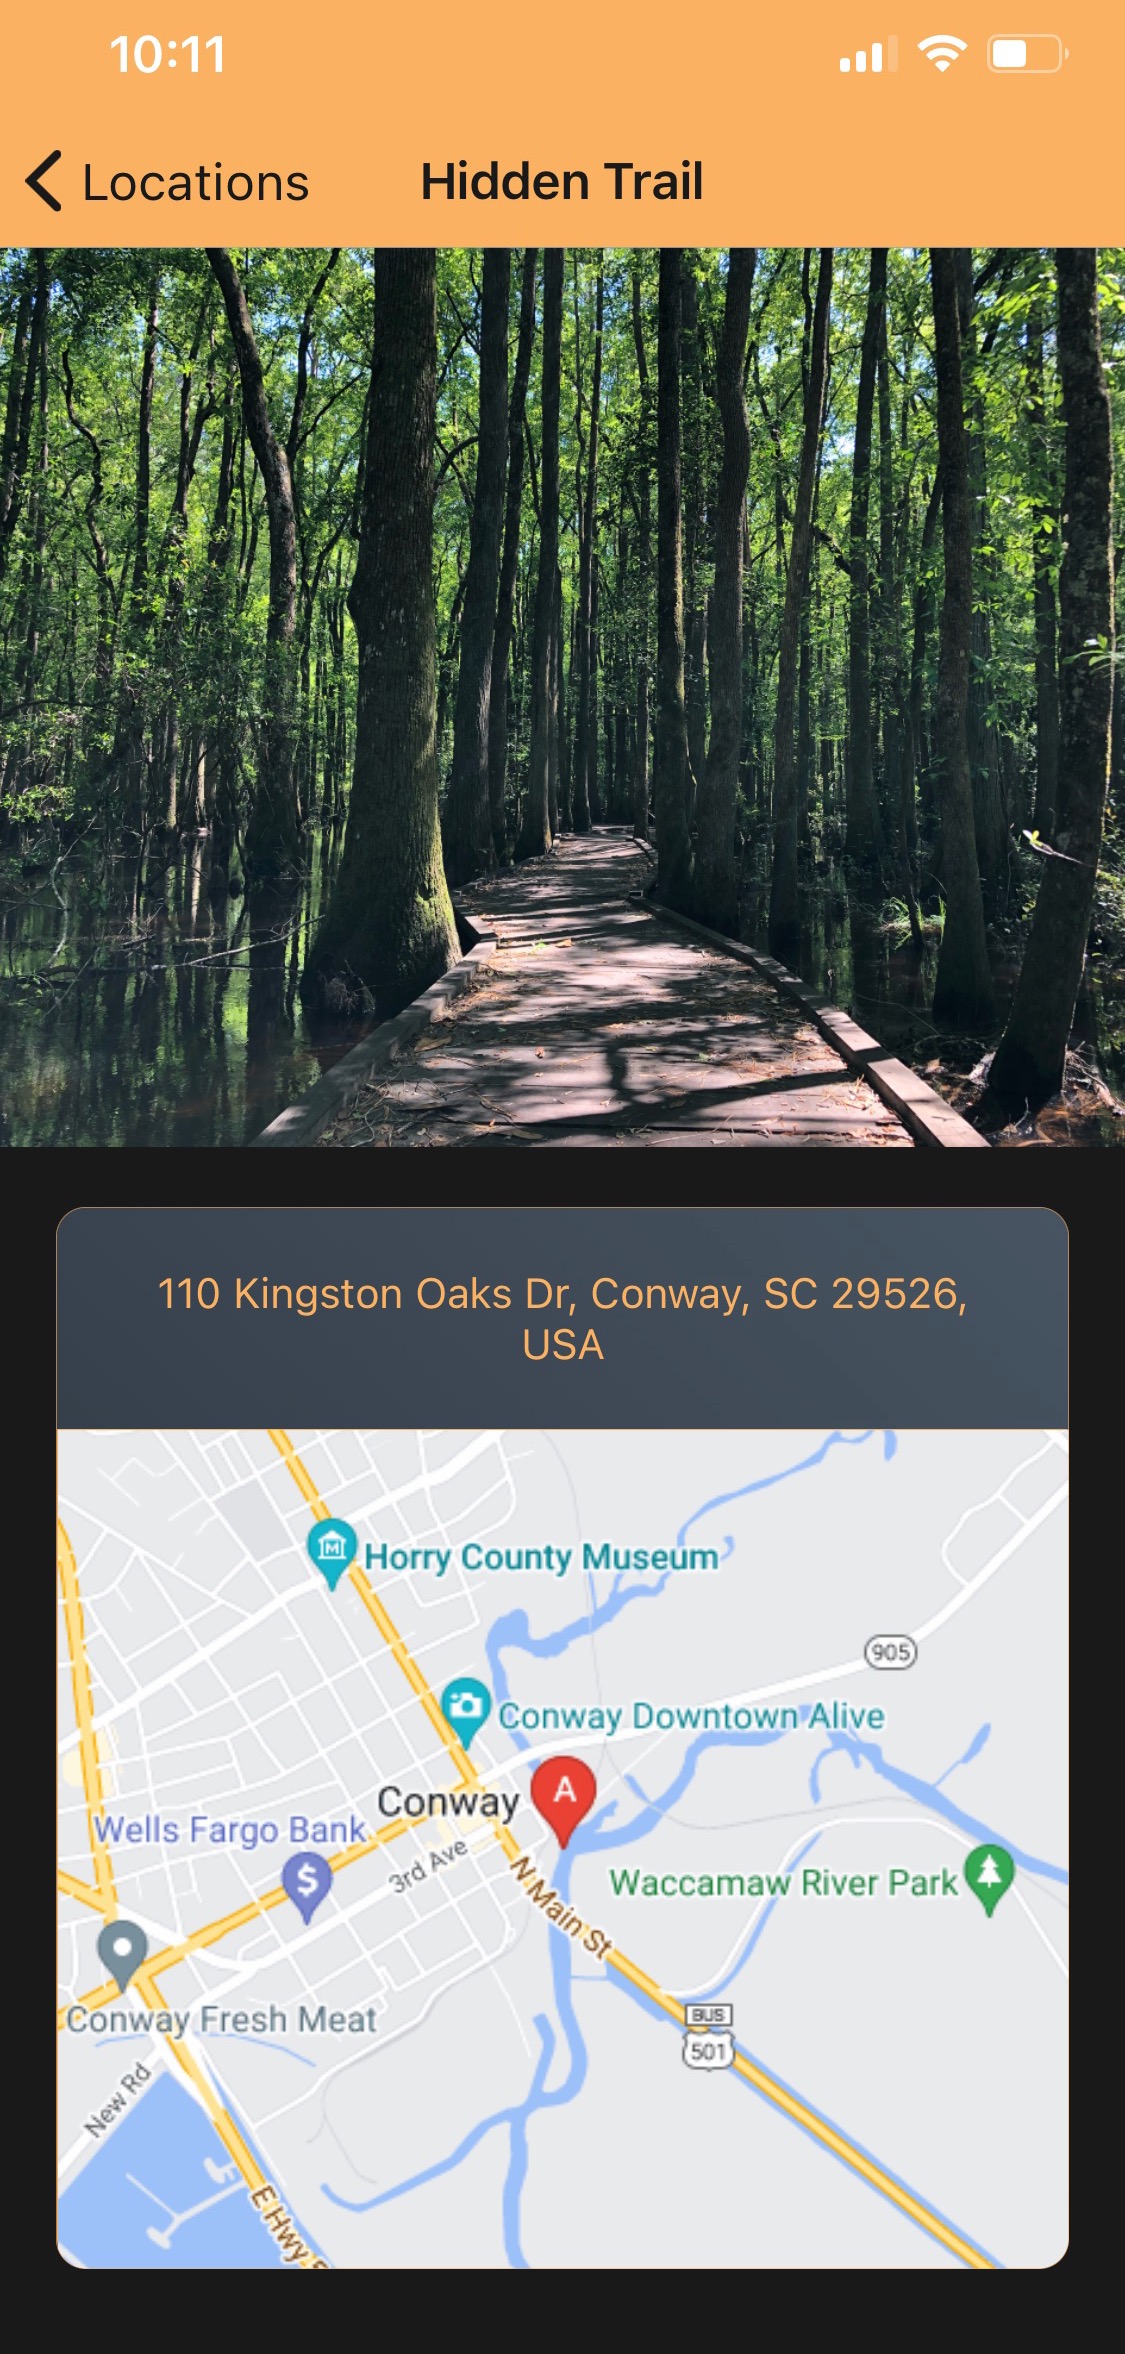 10:11
Locations
Hidden Trail
110 Kingston Oaks Dr, Conway, SC 29526,
USA
Horry County Museum
905
Conway Downtown Alive
A
Conway
Wells Fargo Bank
$
3rd Ave
Waccamaw River Park
N Main St
Conway Fresh Meat
BUS
501
New Rd
E Hwy